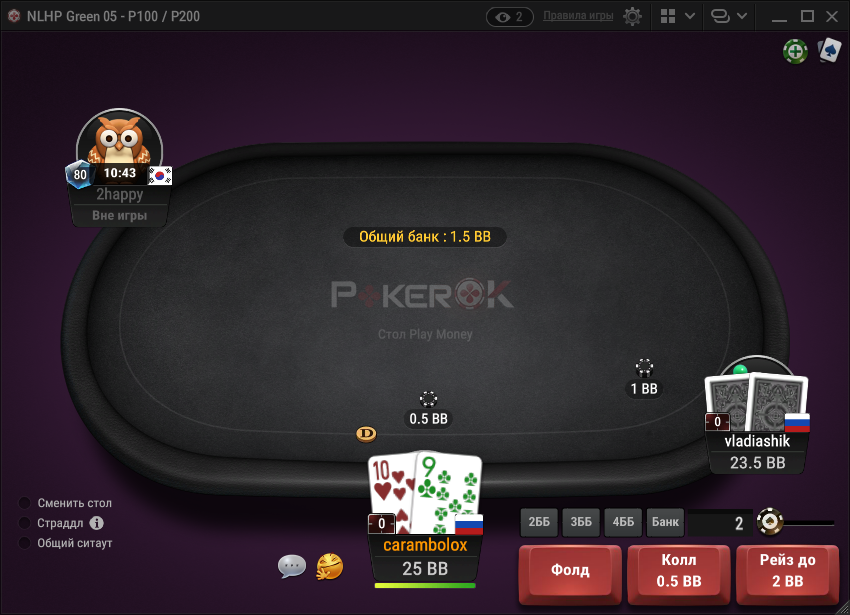 NLHP Green 05 - P100 / P200
2
Правила игры
80
10:43
2happy
Вне игры
Общий банк : 1.5 BB
POKEROK
Стол Play Money
1 BB
0.5 BB
D
0
vladiashik
23.5 BB
10
9
0
carambolox
25 BB
Сменить стол
Страддл i
Общий ситаут
2ББ
3ББ
4ББ
Банк
2
Фолд
Колл
0.5 BB
Рейз до
2 BB